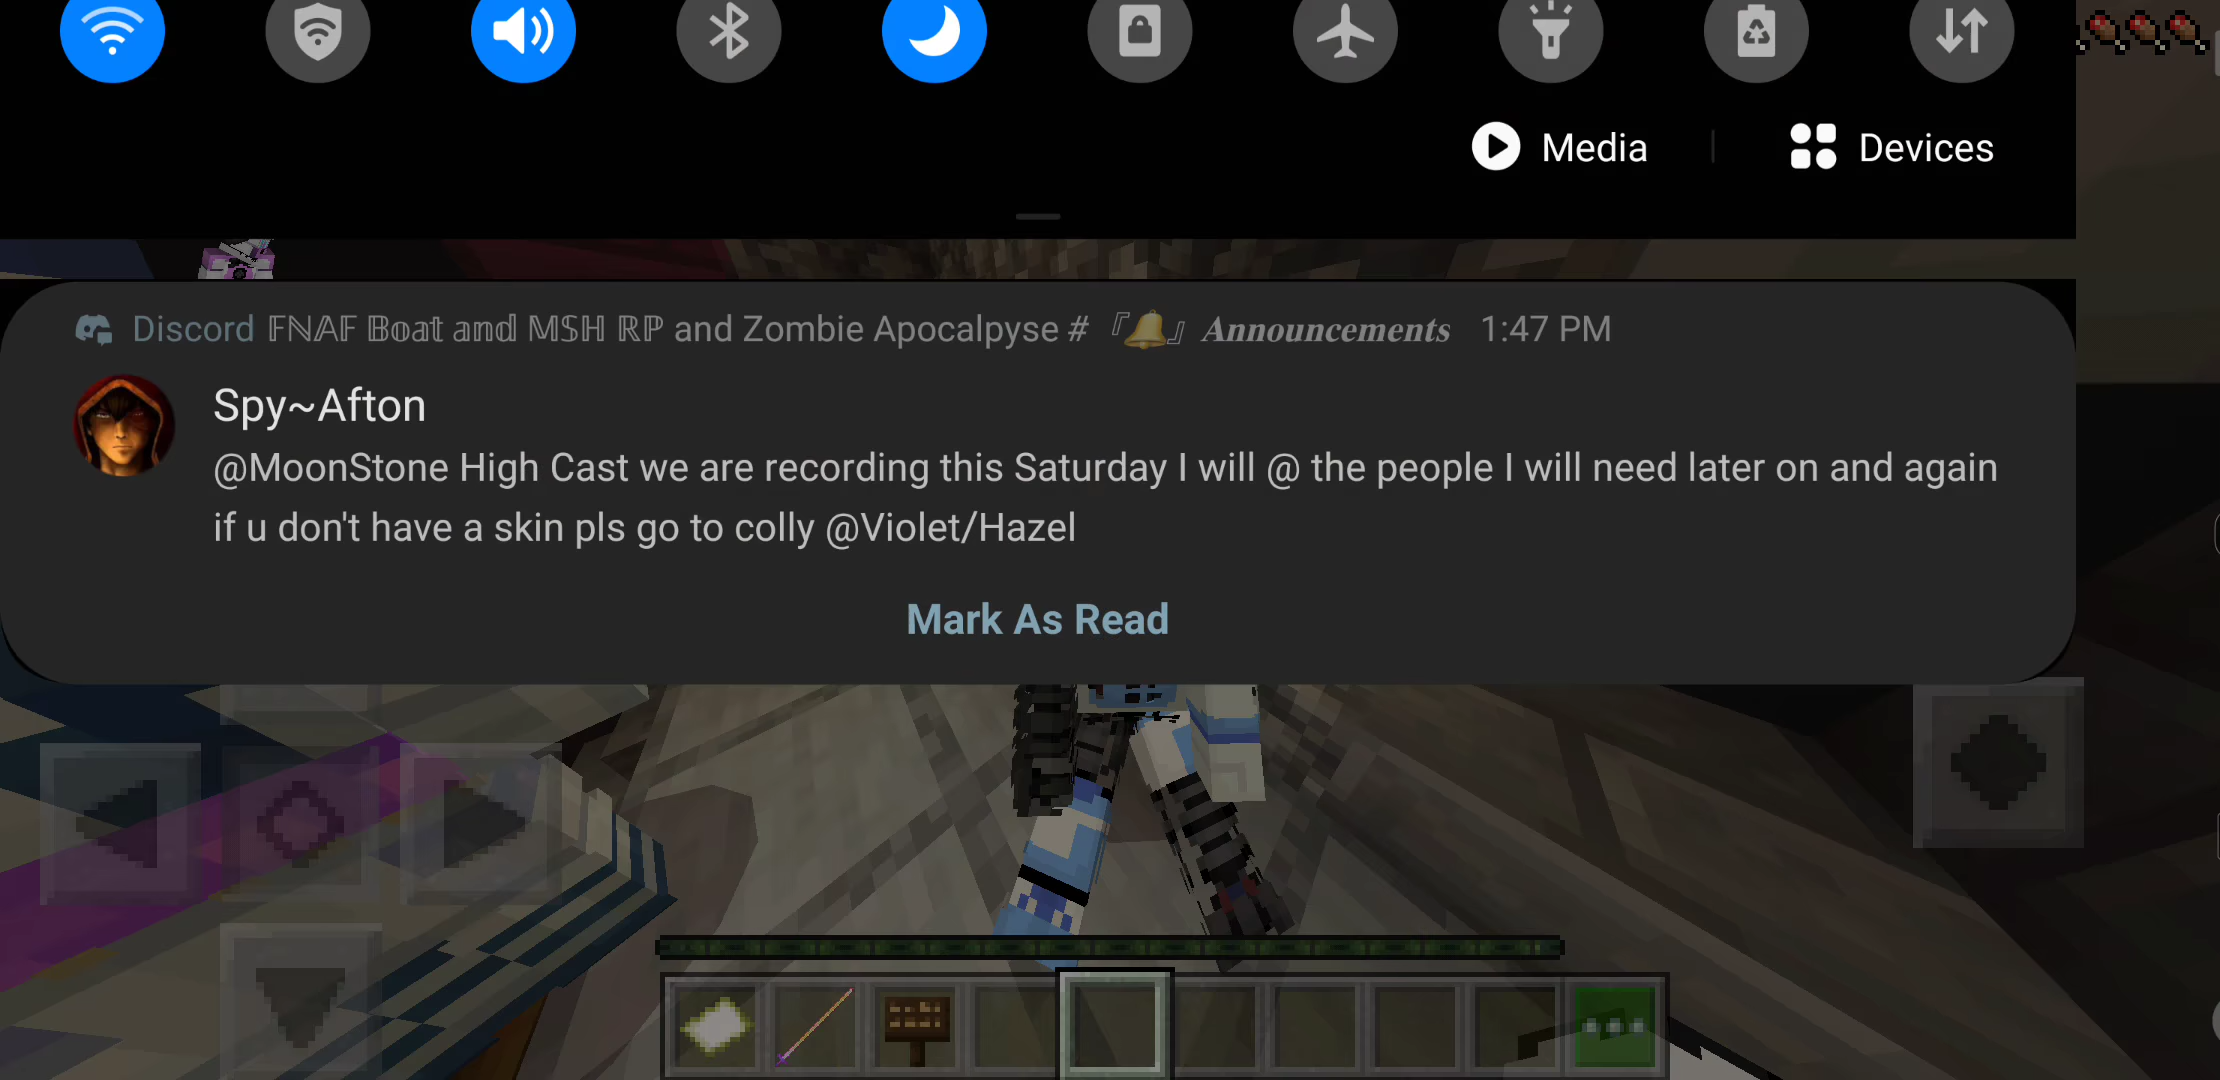 Media
Devices
Discord 𝔽ℕ𝔸𝔽 𝔹𝕠𝕒𝕥 𝕒𝕟𝕕 𝕄𝕊ℍ ℝℙ and Zombie Apocalpyse # 『🔔』 𝑨𝒏𝒏𝒐𝒖𝒏𝒄𝒆𝒎𝒆𝒏𝒕𝒔 1:47 PM
Spy~Afton
@MoonStone High Cast we are recording this Saturday I will @ the people I will need later on and again
if u don't have a skin pls go to colly @Violet/Hazel
Mark As Read